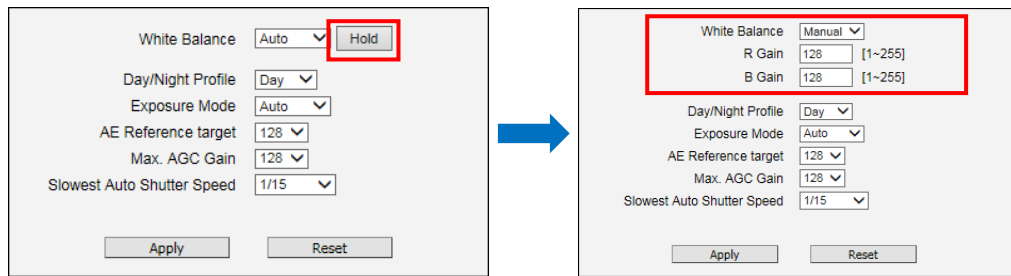 White Balance Auto Hold
Day/Night Profile Day
Exposure Mode Auto
AE Reference target 128
Max. AGC Gain 128
Slowest Auto Shutter Speed 1/15
Apply Reset
White Balance Manual
R Gain 128 [1~255]
B Gain 128 [1~255]
Day/Night Profile Day
Exposure Mode Auto
AE Reference target 128
Max. AGC Gain 128
Slowest Auto Shutter Speed 1/15
Apply Reset